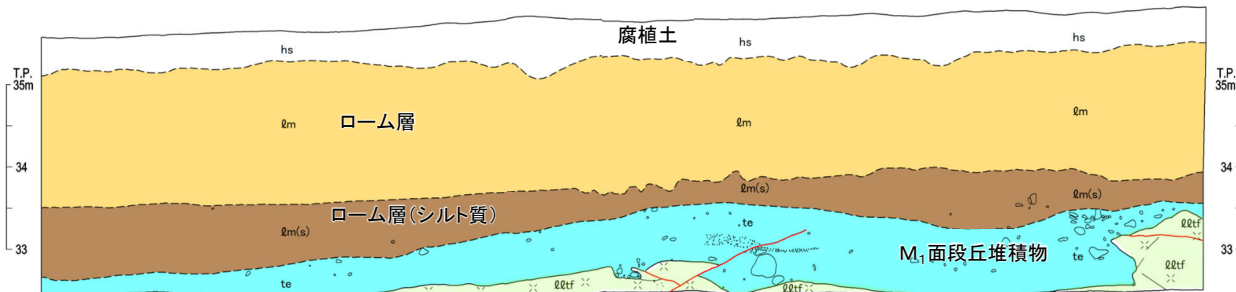 腐植土
hs
hs
hs
T.P.
35m
T.P.
35m
ℓm
ローム層
ℓm
ℓm
34
34
ℓm(s)
ℓm(s)
ローム層(シルト質)
ℓm(s)
te
33
M₁面段丘堆積物
te
33
te
ℓℓtf
ℓℓtf
ℓℓtf